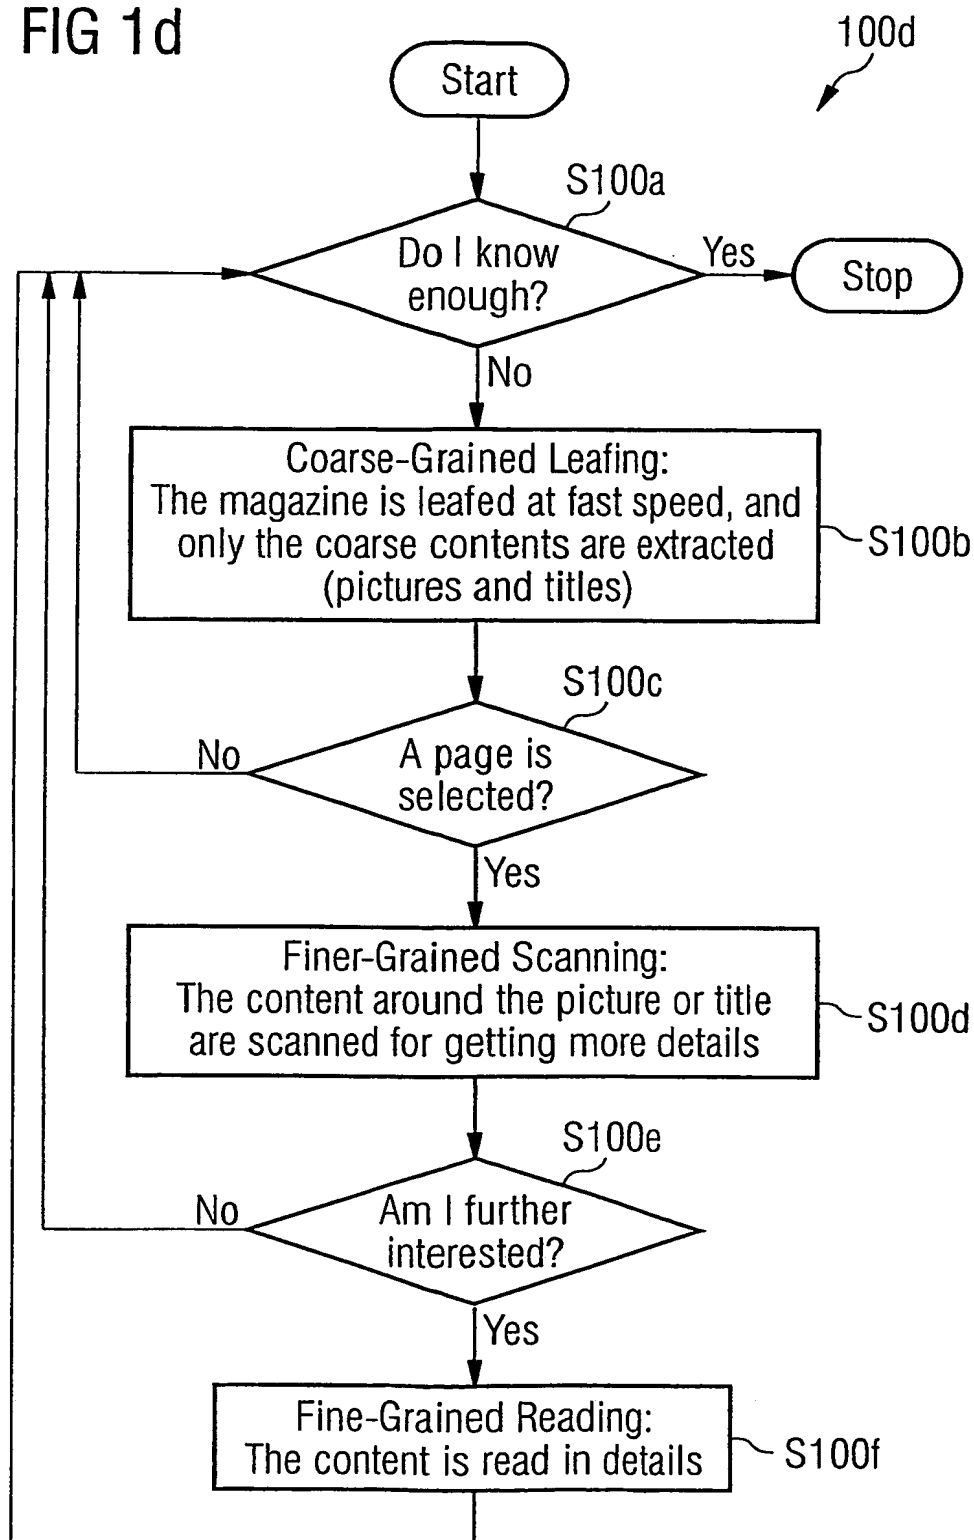 FIG 1d
100d
Start
S100a
Do I know
enough?
Yes
Stop
No
Coarse-Grained Leafing:
The magazine is leafed at fast speed, and
only the coarse contents are extracted
(pictures and titles)
S100b
S100c
A page is
selected?
No
Yes
Finer-Grained Scanning:
The content around the picture or title
are scanned for getting more details
S100d
S100e
Am I further
interested?
No
Yes
Fine-Grained Reading:
The content is read in details
S100f